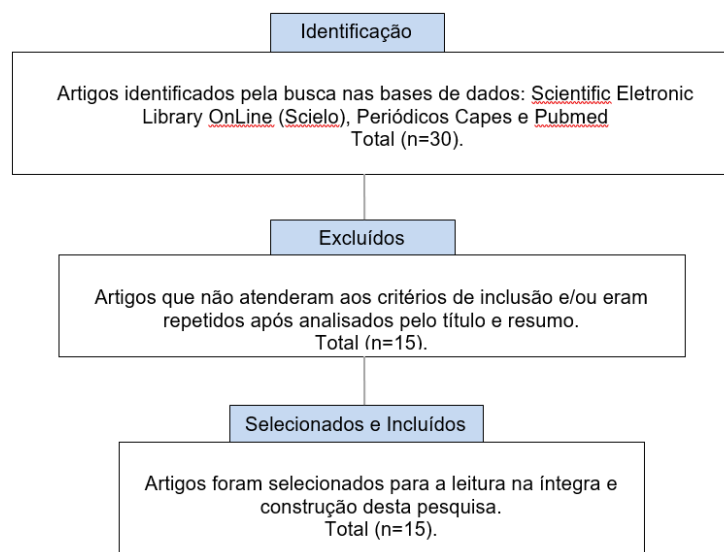 Identificação
Artigos identificados pela busca nas bases de dados: Scientific Eletronic
Library OnLine (Scielo), Periódicos Capes e Pubmed
Total (n=30).
Excluídos
Artigos que não atenderam aos critérios de inclusão e/ou eram
repetidos após analisados pelo título e resumo.
Total (n=15).
Selecionados e Incluídos
Artigos foram selecionados para a leitura na íntegra e
construção desta pesquisa.
Total (n=15).